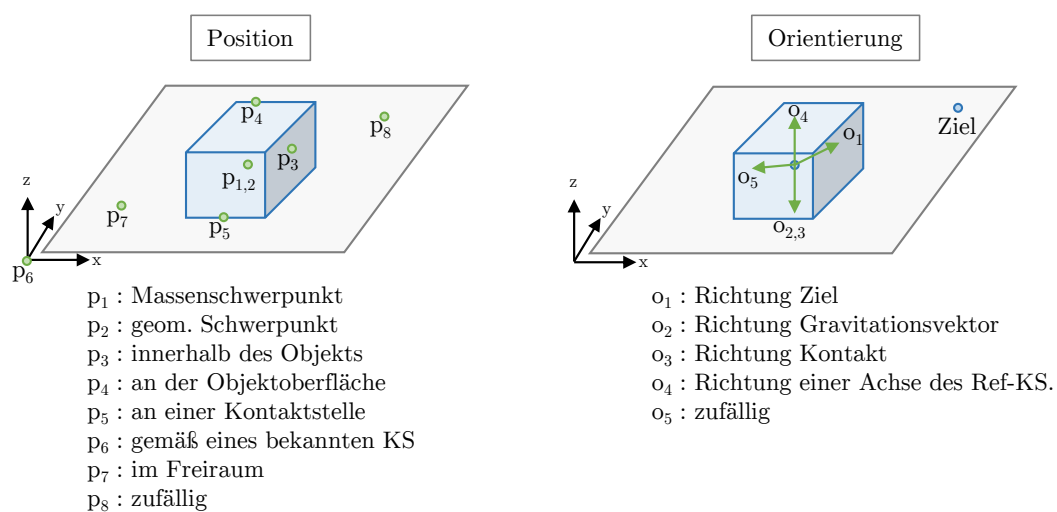 Position
p4
p8
p3
p1,2
z
y
p7
p5
x
p6
p1 : Massenschwerpunkt
p2 : geom. Schwerpunkt
p3 : innerhalb des Objekts
p4 : an der Objektoberfläche
p5 : an einer Kontaktstelle
p6 : gemäß eines bekannten KS
p7 : im Freiraum
p8 : zufällig
Orientierung
o4
Ziel
o1
o5
z
y
o2,3
x
o1 : Richtung Ziel
o2 : Richtung Gravitationsvektor
o3 : Richtung Kontakt
o4 : Richtung einer Achse des Ref-KS.
o5 : zufällig